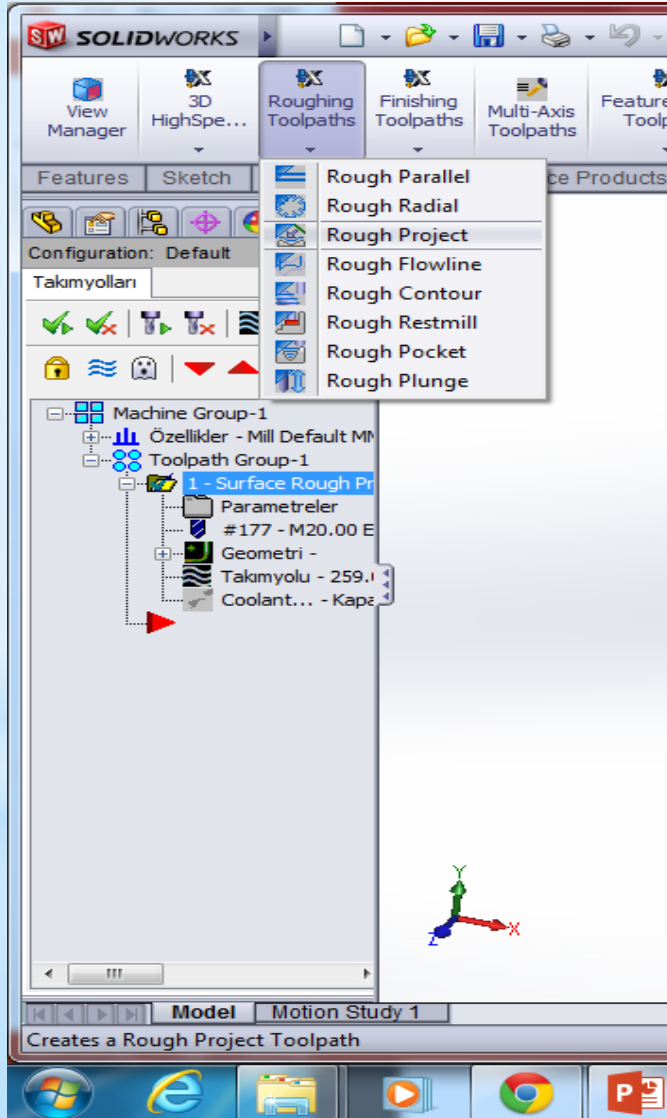 SOLIDWORKS
View Manager
3D HighSpe...
Roughing Toolpaths
Finishing Toolpaths
Multi-Axis Toolpaths
Features
Sketch
ce Products
Rough Parallel
Rough Radial
Rough Project
Rough Flowline
Rough Contour
Rough Restmill
Rough Pocket
Rough Plunge
Configuration: Default
Takımyolları
Machine Group-1
Özellikler - Mill Default MM
Toolpath Group-1
1 - Surface Rough Pr
Parametreler
#177 - M20.00 E
Geometri -
Takımyolu - 259.
Coolant... - Kapa
Y
X
Z
Model
Motion Study 1
Creates a Rough Project Toolpath